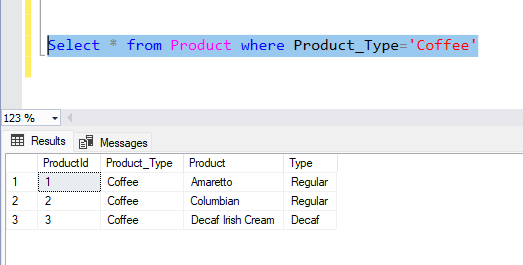 Select * from Product where Product_Type='Coffee'
123 %
Results Messages
ProductId Product_Type Product Type
1 1 Coffee Amaretto Regular
2 2 Coffee Columbian Regular
3 3 Coffee Decaf Irish Cream Decaf